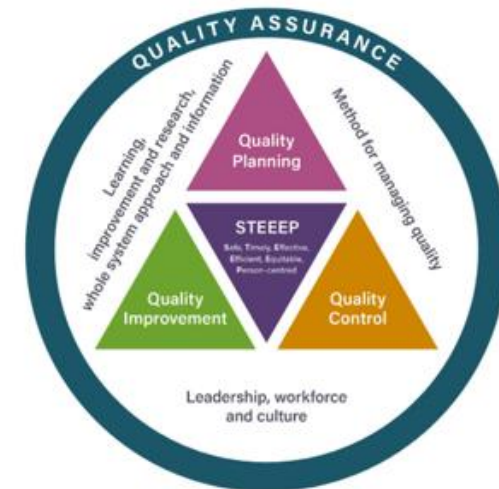 QUALITY ASSURANCE
Learning,
improvement and research,
whole system approach and information
Method for managing quality
Quality
Planning
STEEEP
Safe, Timely, Effective,
Efficient, Equitable,
Person-centred
Quality
Improvement
Quality
Control
Leadership, workforce
and culture